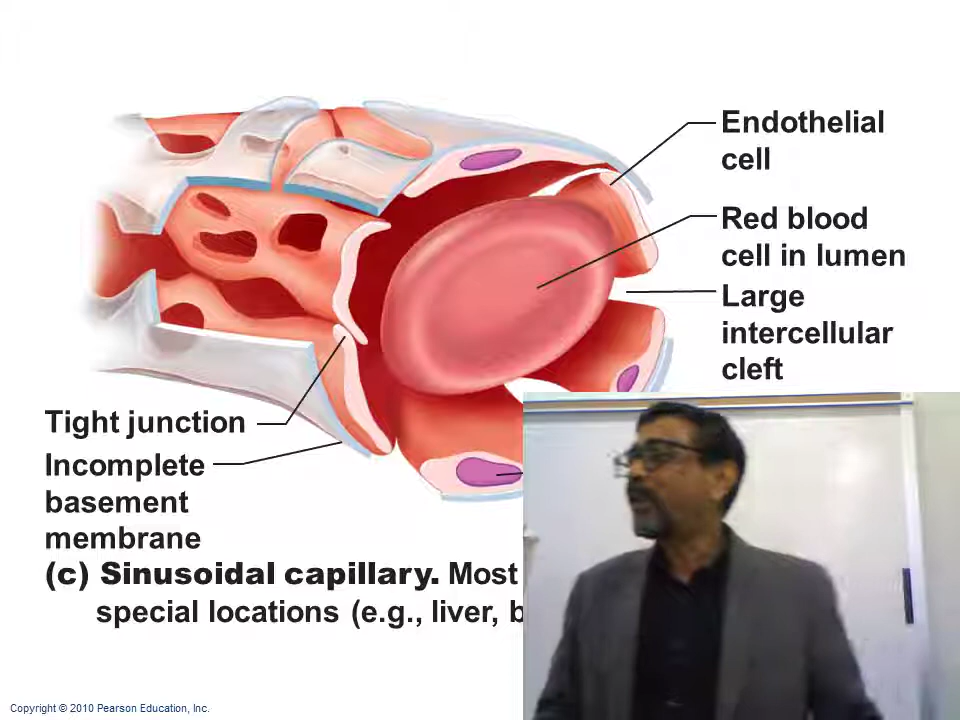 Endothelial
cell
Red blood
cell in lumen
Large
intercellular
cleft
Tight junction
Incomplete
basement
membrane
(c) Sinusoidal capillary. Most
special locations (e.g., liver, b
Copyright © 2010 Pearson Education, Inc.